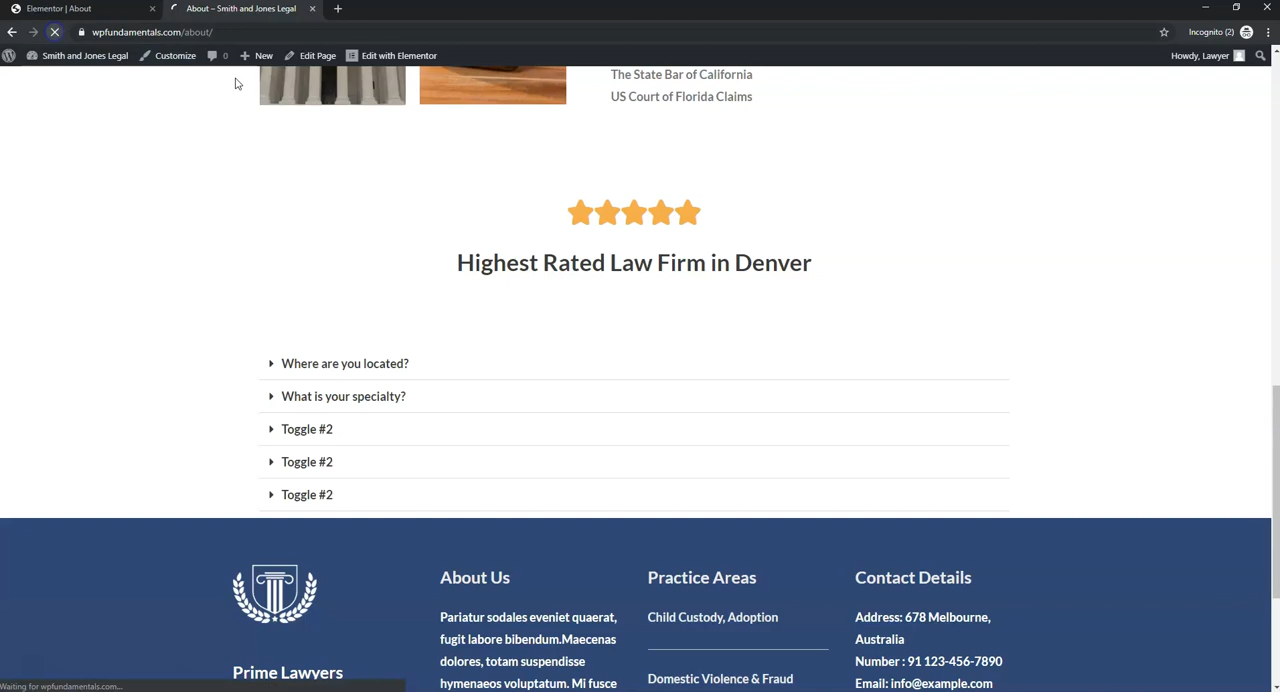 Elementor | About
About – Smith and Jones Legal
wpfundamentals.com/about/
Incognito (2)
Smith and Jones Legal
Customize
0
New
Edit Page
Edit with Elementor
Howdy, Lawyer
The State Bar of California
US Court of Florida Claims
Highest Rated Law Firm in Denver
Where are you located?
What is your specialty?
Toggle #2
Toggle #2
Toggle #2
Prime Lawyers
About Us
Pariatur sodales eveniet quaerat,
fugit labore bibendum.Maecenas
dolores, totam suspendisse
hymenaeos voluptatum. Mi fusce
Practice Areas
Child Custody, Adoption
Domestic Violence & Fraud
Contact Details
Address: 678 Melbourne,
Australia
Number : 91 123-456-7890
Email: info@example.com
Waiting for wpfundamentals.com...